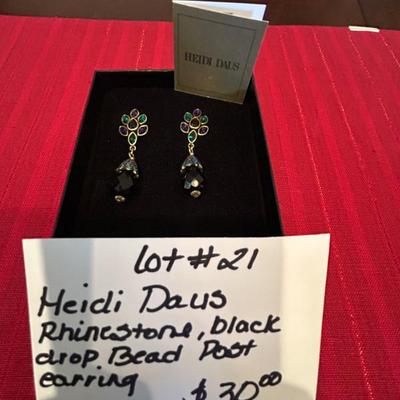 HEIDI DAUS
Lot #21
Heidi Daus
Rhinestone, black
drop Bead Post
earring
$30.00